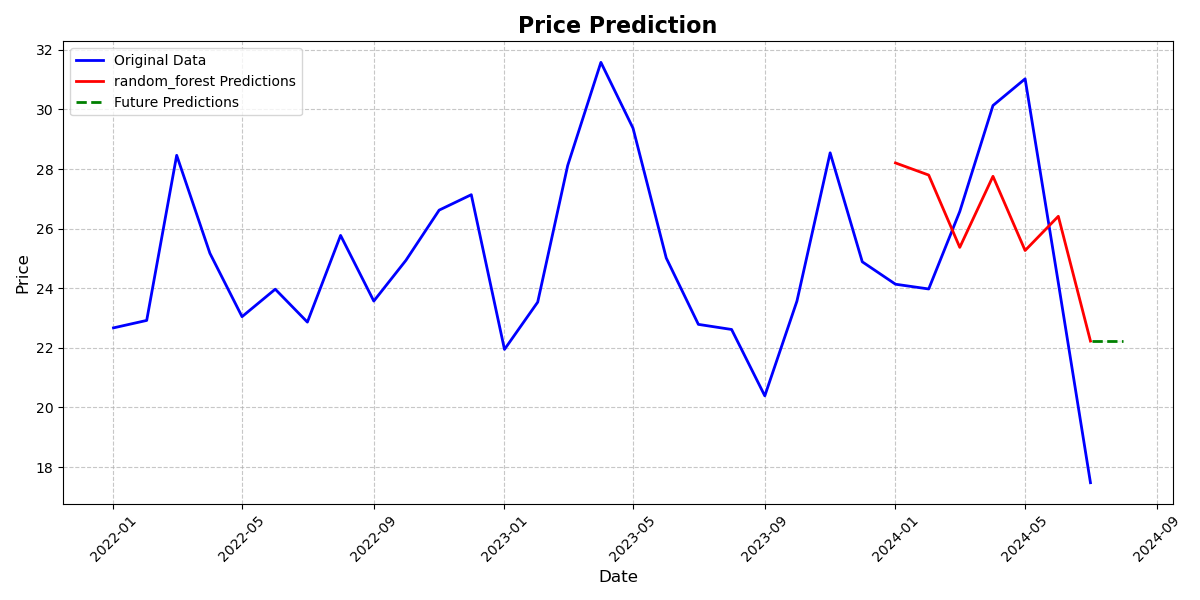 Price Prediction
Original Data
random_forest Predictions
Future Predictions
Price
32
30
28
26
24
22
20
18
2022-01
2022-05
2022-09
2023-01
2023-05
2023-09
2024-01
2024-05
2024-09
Date